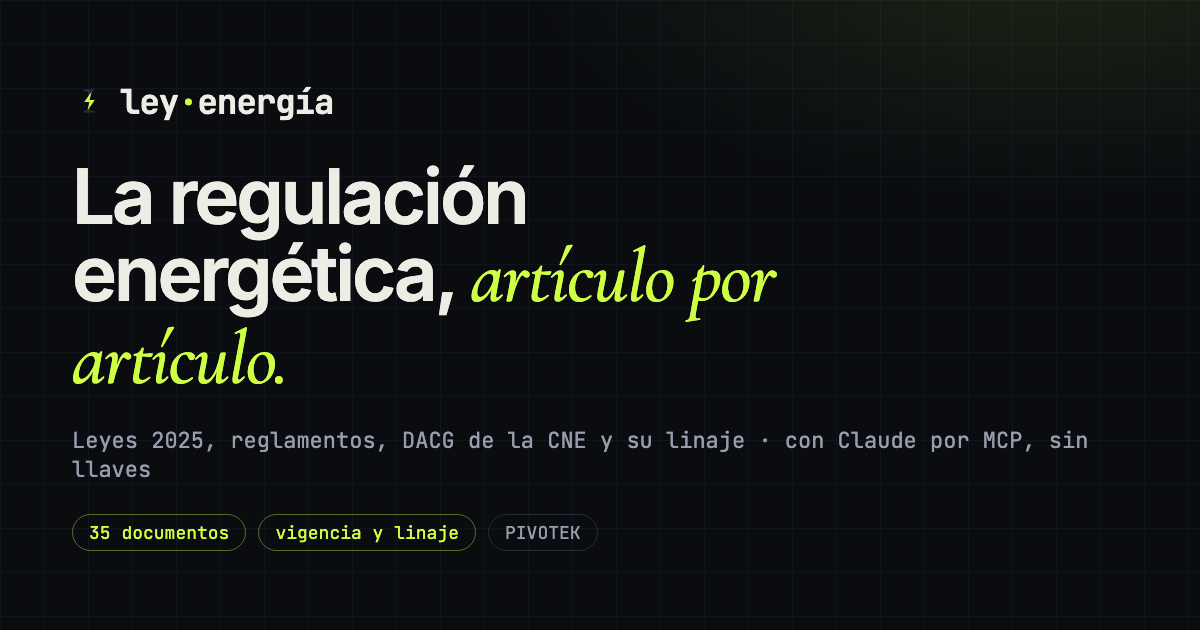 ley·energía
La regulación
energética, artículo por
artículo.
Leyes 2025, reglamentos, DACG de la CNE y su linaje · con Claude por MCP, sin
llaves
35 documentos vigencia y linaje PIVOTEK